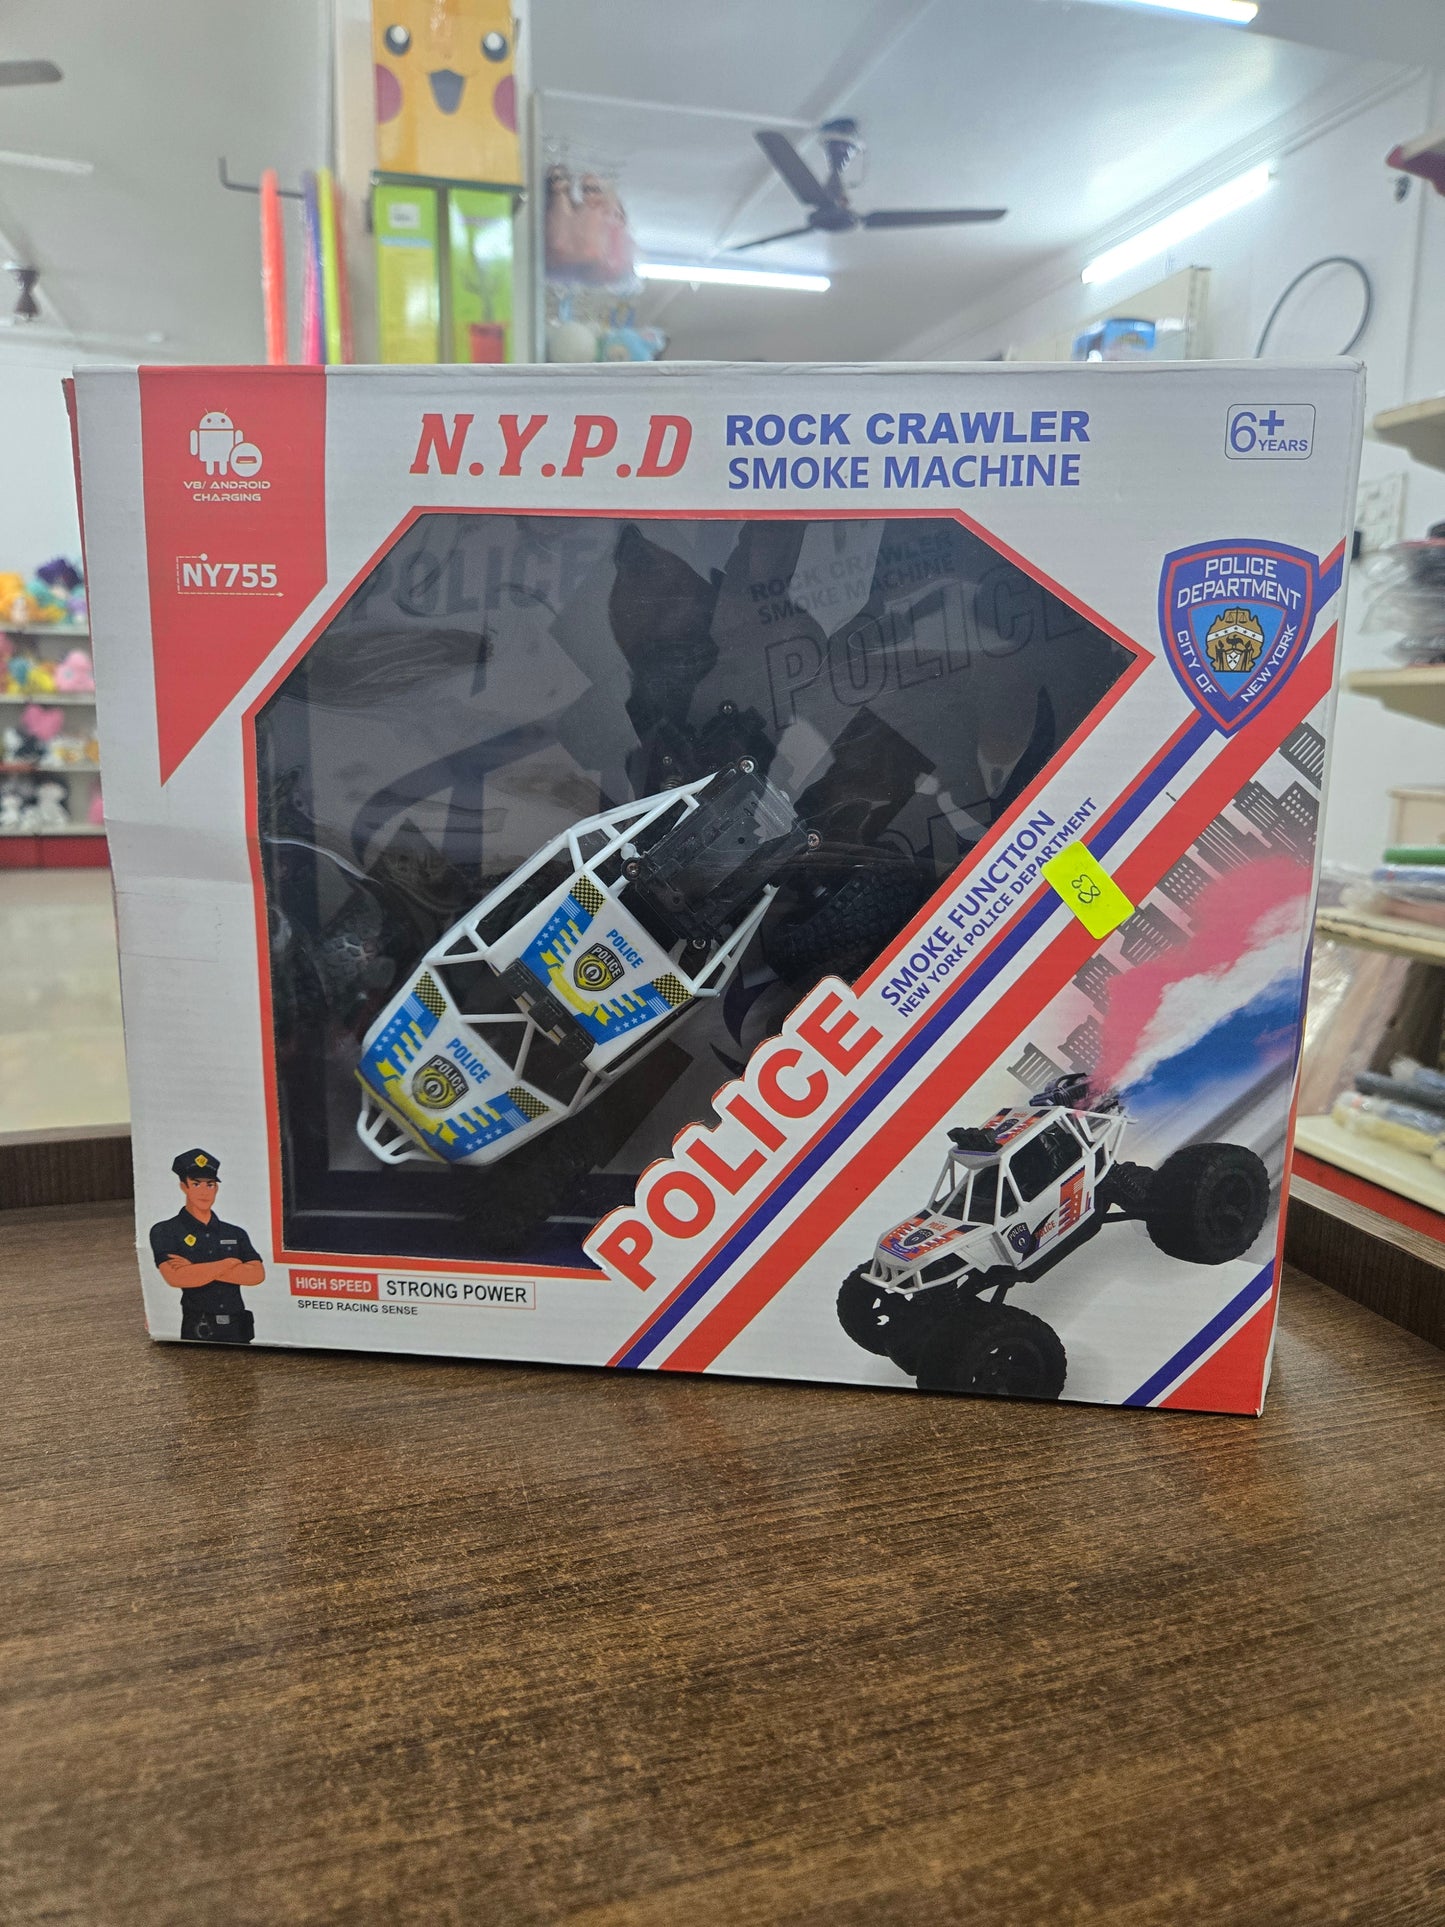 N.Y.P.D
ROCK CRAWLER
SMOKE MACHINE
6+
YEARS
V8/ ANDROID
CHARGING
NY755
POLICE
DEPARTMENT
CITY OF
NEW YORK
POLICE
ROCK CRAWLER
SMOKE MACHINE
POLICE
SMOKE FUNCTION
NEW YORK POLICE DEPARTMENT
POLICE
POLICE
POLICE
POLICE
POLICE
HIGH SPEED STRONG POWER
SPEED RACING SENSE